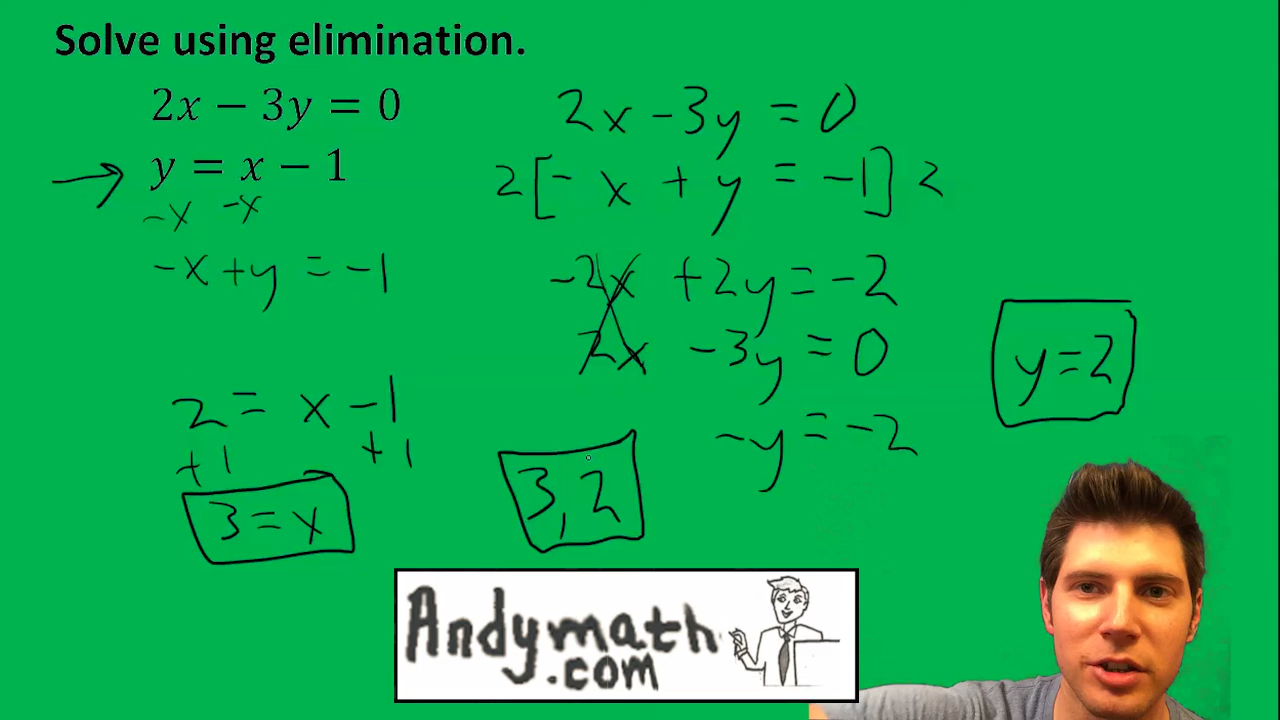 Solve using elimination.
2x − 3y = 0
y = x − 1
-x -x
-x + y = -1
2 = x - 1
+1 +1
3 = x
2x - 3y = 0
2[-x + y = -1]2
-2x + 2y = -2
2x - 3y = 0
-y = -2
y = 2
3, 2
Andymath
.com